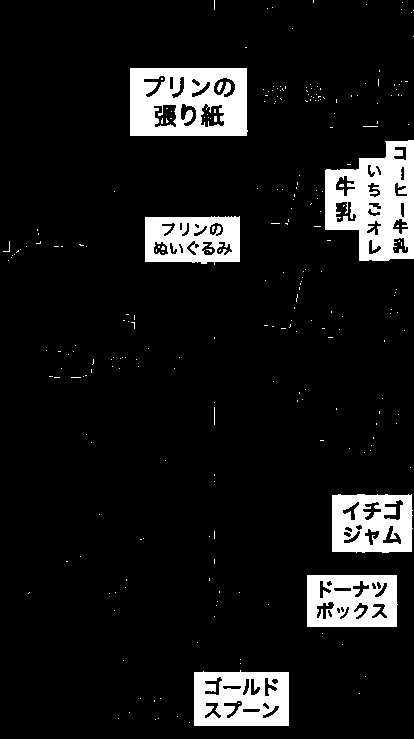 プリンの
張り紙
コーヒー牛乳
いちごオレ
牛乳
プリンの
ぬいぐるみ
イチゴ
ジャム
ドーナツ
ボックス
ゴールド
スプーン